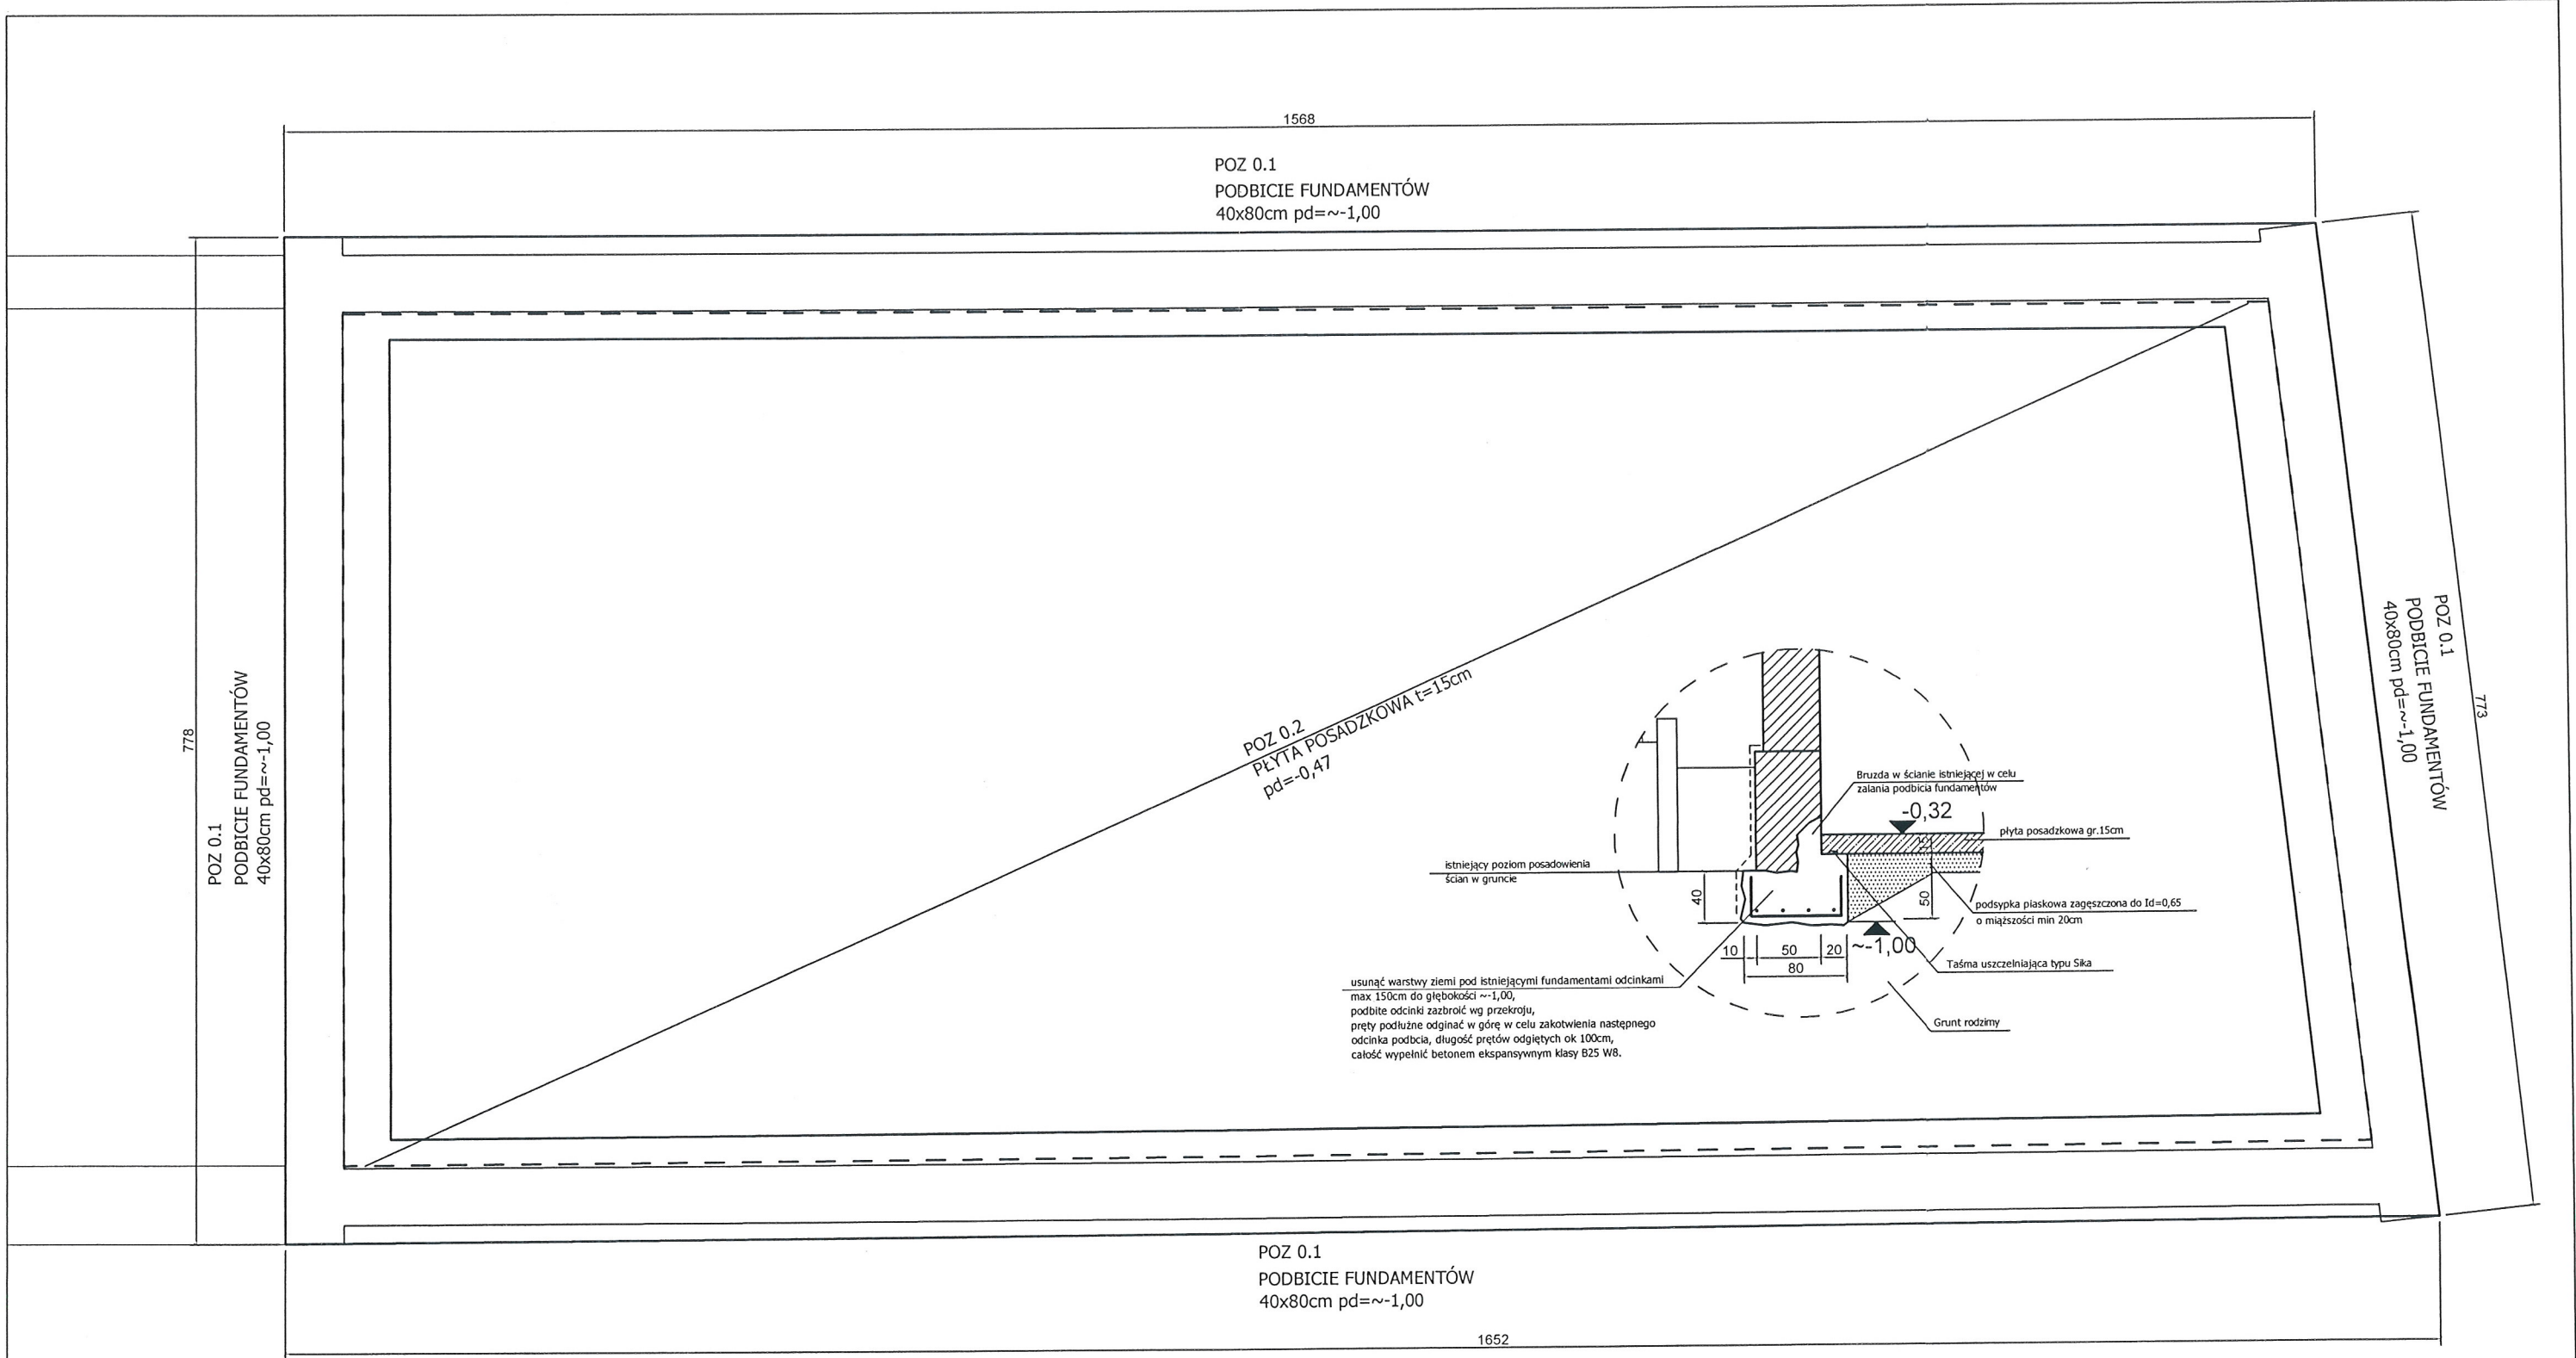 1568
POZ 0.1
PODBICIE FUNDAMENTÓW
40x80cm pd=~-1,00
778
POZ 0.1
PODBICIE FUNDAMENTÓW
40x80cm pd=~-1,00
POZ 0.2
PŁYTA POSADZKOWA t=15cm
pd=-0,47
POZ 0.1
PODBICIE FUNDAMENTÓW
40x80cm pd=~-1,00
773
Bruzda w ścianie istniejącej w celu
zalania podbicia fundamentów
-0,32
płyta posadzkowa gr.15cm
15
istniejący poziom posadowienia
ścian w gruncie
40
50
podsypka piaskowa zagęszczona do Id=0,65
o miąższości min 20cm
10
50
20
~-1,00
80
Taśma uszczelniająca typu Sika
usunąć warstwy ziemi pod istniejącymi fundamentami odcinkami
max 150cm do głębokości ~-1,00,
podbite odcinki zazbroić wg przekroju,
pręty podłużne odginać w górę w celu zakotwienia następnego
odcinka podbcia, długość prętów odgiętych ok 100cm,
całość wypełnić betonem ekspansywnym klasy B25 W8.
Grunt rodzimy
POZ 0.1
PODBICIE FUNDAMENTÓW
40x80cm pd=~-1,00
1652